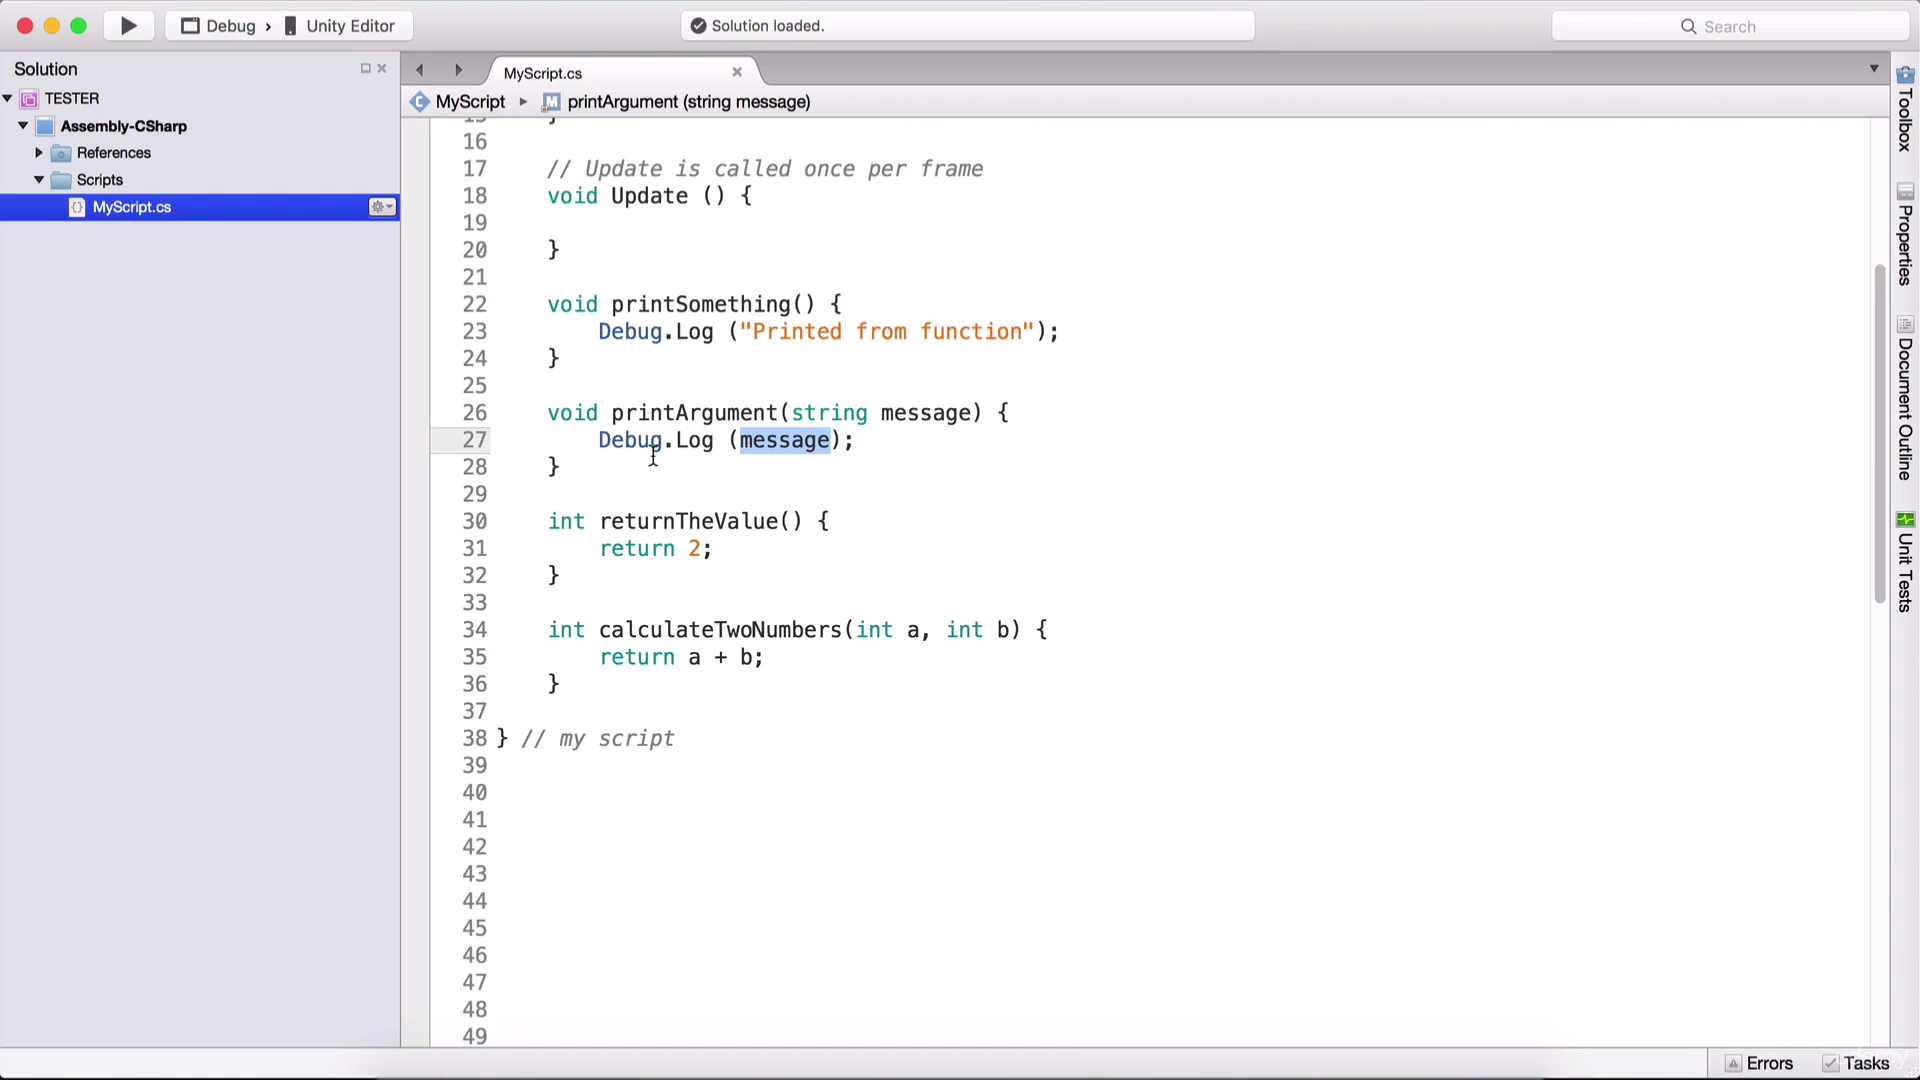 Debug › Unity Editor
Solution loaded.
Search
Solution
MyScript.cs
TESTER
MyScript ▸ printArgument (string message)
Assembly-CSharp
References
Scripts
MyScript.cs
16
17 // Update is called once per frame
18 void Update () {
19
20 }
21
22 void printSomething() {
23 Debug.Log ("Printed from function");
24 }
25
26 void printArgument(string message) {
27 Debug.Log (message);
28 }
29
30 int returnTheValue() {
31 return 2;
32 }
33
34 int calculateTwoNumbers(int a, int b) {
35 return a + b;
36 }
37
38 } // my script
39
40
41
42
43
44
45
46
47
48
49
Toolbox
Properties
Document Outline
Unit Tests
Errors
Tasks